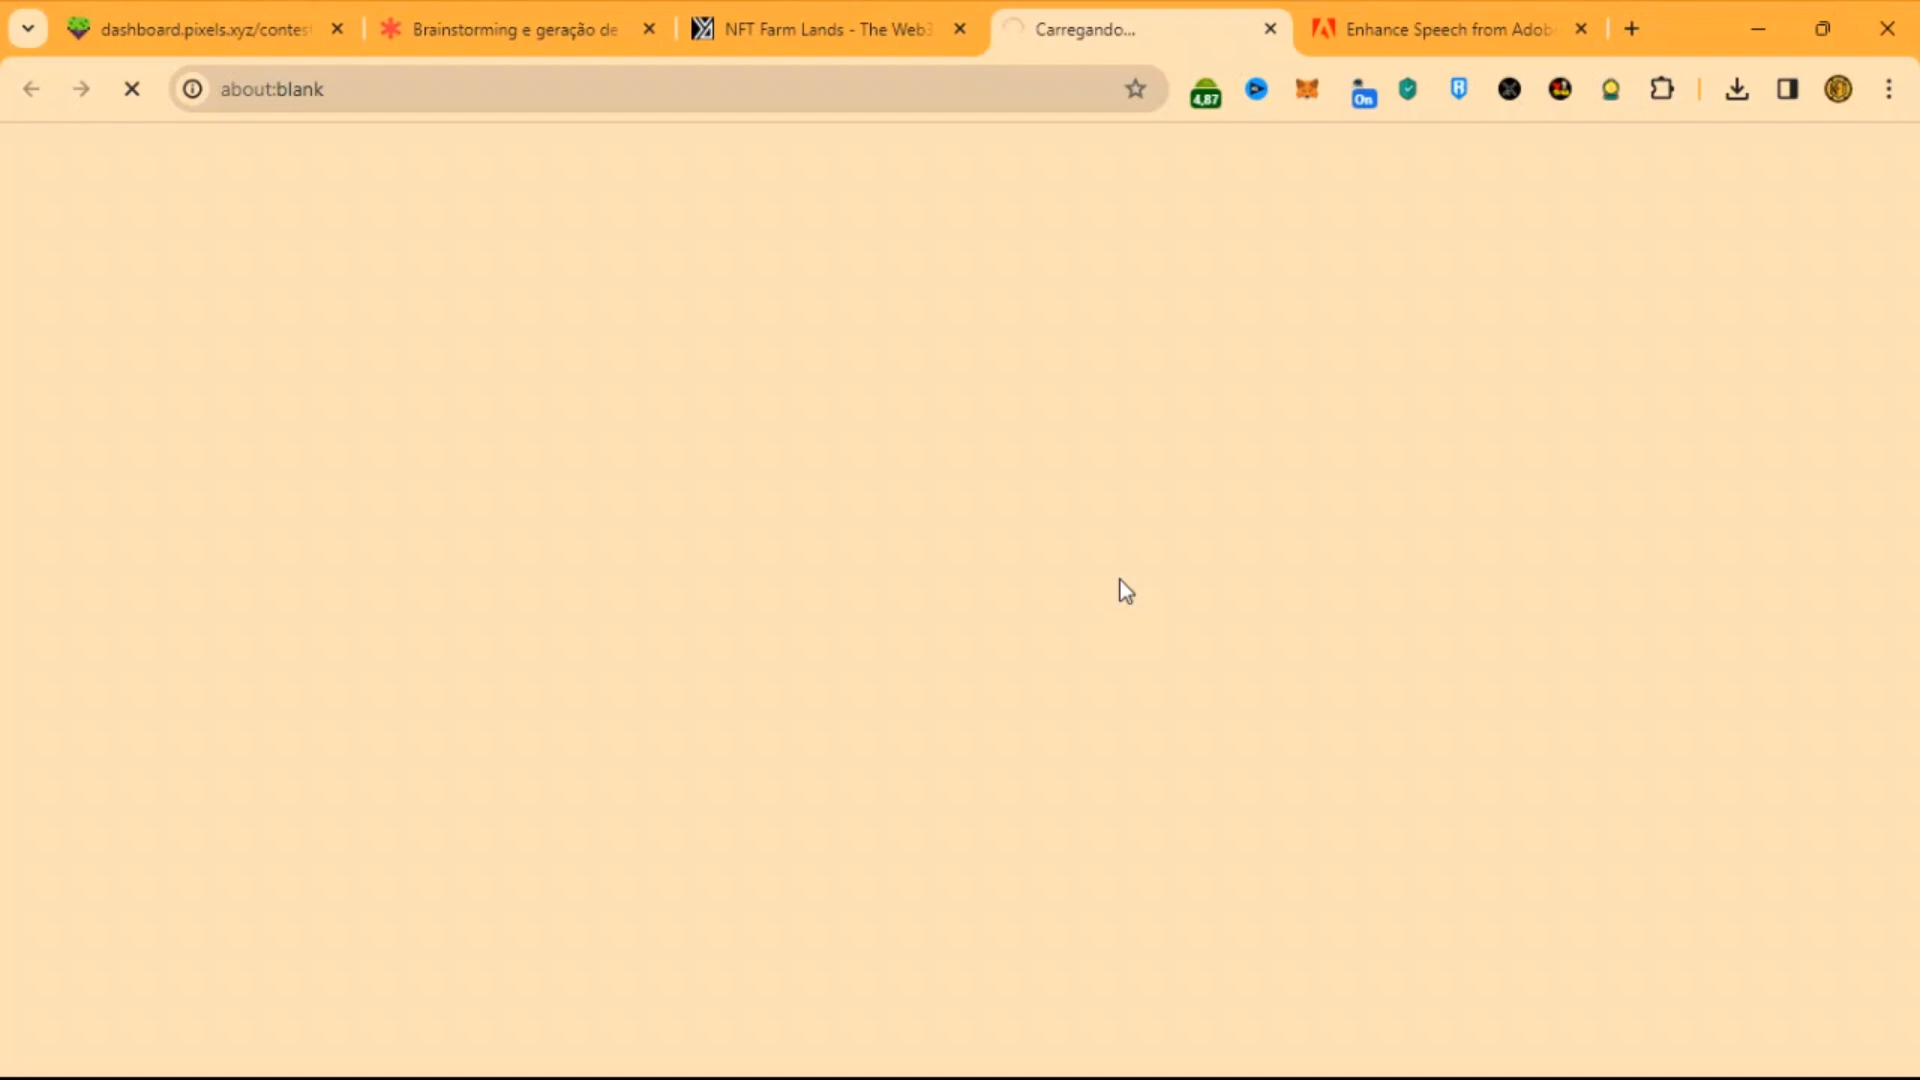 dashboard.pixels.xyz/contes
Brainstorming e geração de
NFT Farm Lands - The Web3
Carregando...
Enhance Speech from Adob
about:blank
4,87
On